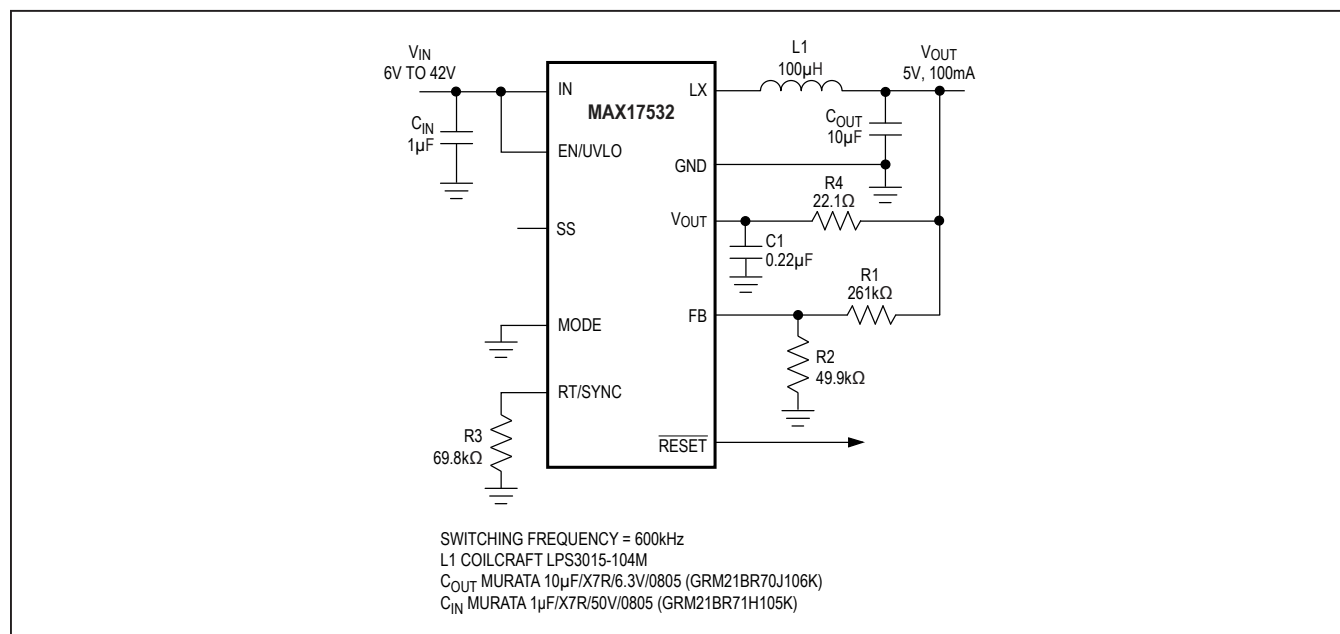 VIN
6V TO 42V
CIN
1µF
IN
EN/UVLO
SS
MODE
RT/SYNC
R3
69.8kΩ
MAX17532
LX
GND
VOUT
FB
RESET
L1
100µH
VOUT
5V, 100mA
COUT
10µF
R4
22.1Ω
C1
0.22µF
R1
261kΩ
R2
49.9kΩ
SWITCHING FREQUENCY = 600kHz
L1 COILCRAFT LPS3015-104M
COUT MURATA 10µF/X7R/6.3V/0805 (GRM21BR70J106K)
CIN MURATA 1µF/X7R/50V/0805 (GRM21BR71H105K)